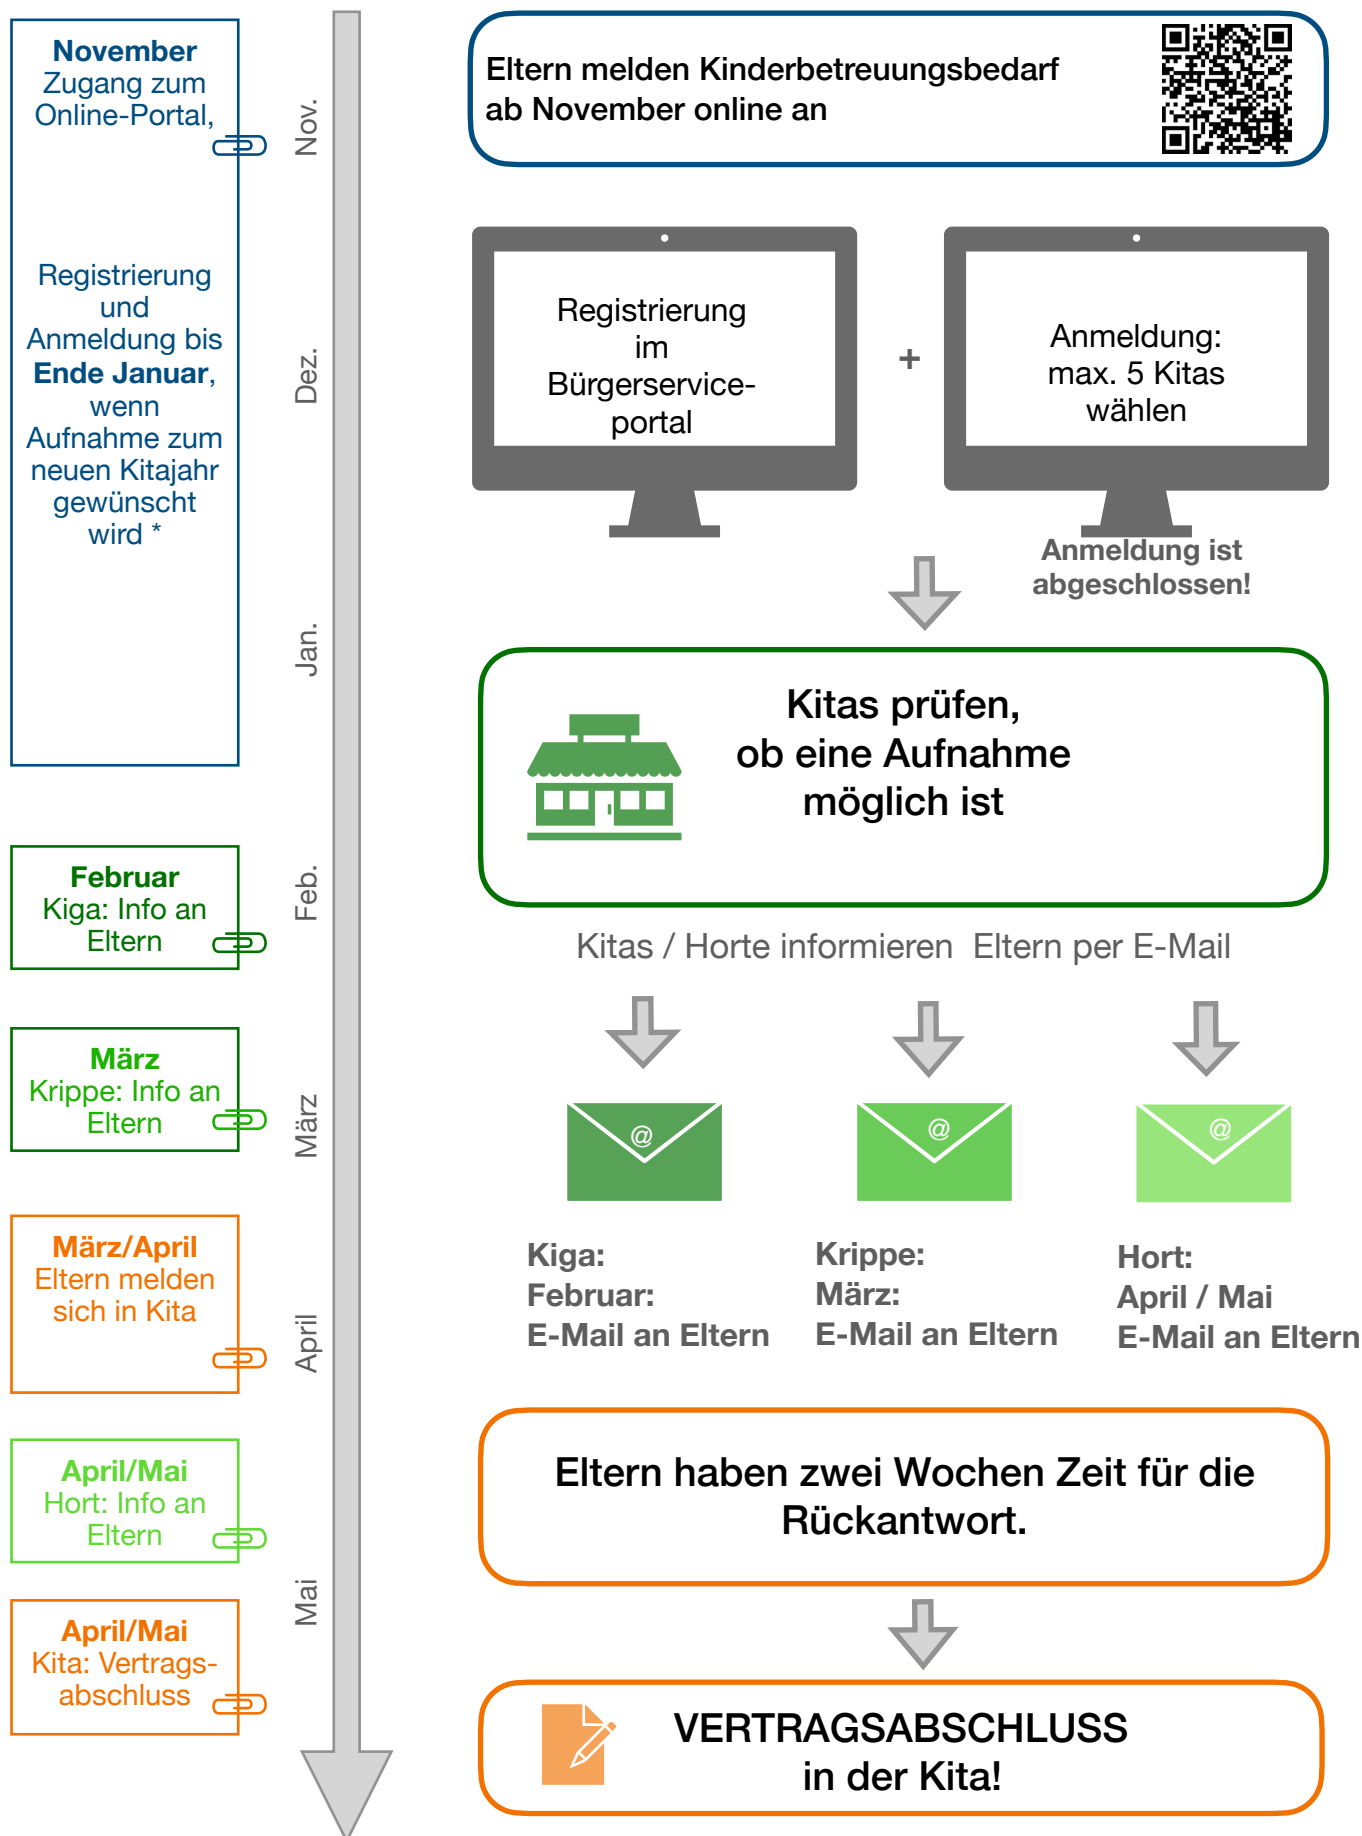 November
Zugang zum
Online-Portal,
Registrierung
und
Anmeldung bis
Ende Januar,
wenn
Aufnahme zum
neuen Kitajahr
gewünscht
wird *
Februar
Kiga: Info an
Eltern
März
Krippe: Info an
Eltern
März/April
Eltern melden
sich in Kita
April/Mai
Hort: Info an
Eltern
April/Mai
Kita: Vertrags-
abschluss
Nov.
Dez.
Jan.
Feb.
März
April
Mai
Eltern melden Kinderbetreuungsbedarf
ab November online an
Registrierung
im
Bürgerservice-
portal
+
Anmeldung:
max. 5 Kitas
wählen
Anmeldung ist
abgeschlossen!
Kitas prüfen,
ob eine Aufnahme
möglich ist
Kitas / Horte informieren Eltern per E-Mail
@
@
@
Kiga:
Februar:
E-Mail an Eltern
Krippe:
März:
E-Mail an Eltern
Hort:
April / Mai
E-Mail an Eltern
Eltern haben zwei Wochen Zeit für die
Rückantwort.
VERTRAGSABSCHLUSS
in der Kita!